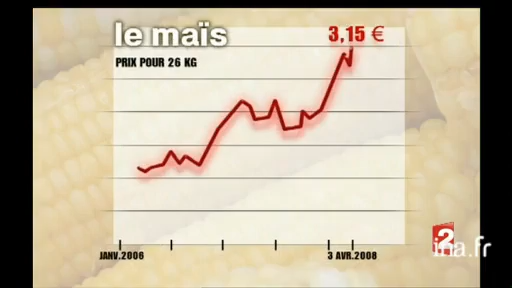 le maïs
3,15 €
PRIX POUR 26 KG
2
ina.fr
JANV.2006
3 AVR.2008